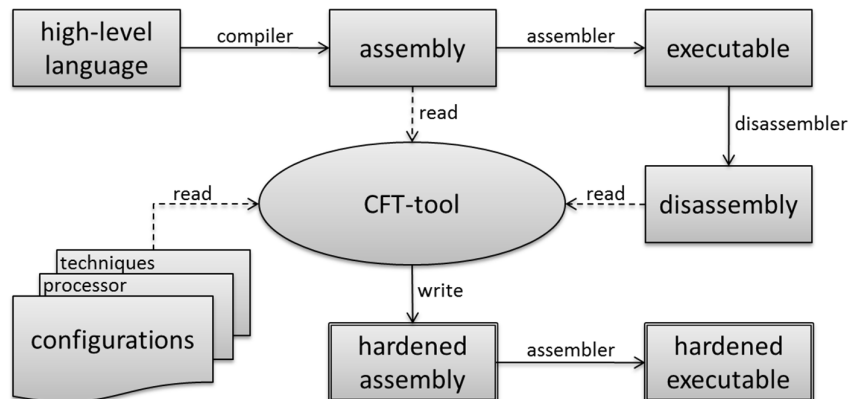 high-level
language
compiler
assembly
assembler
executable
read
disassembler
read
CFT-tool
read
disassembly
techniques
processor
configurations
write
hardened
assembly
assembler
hardened
executable